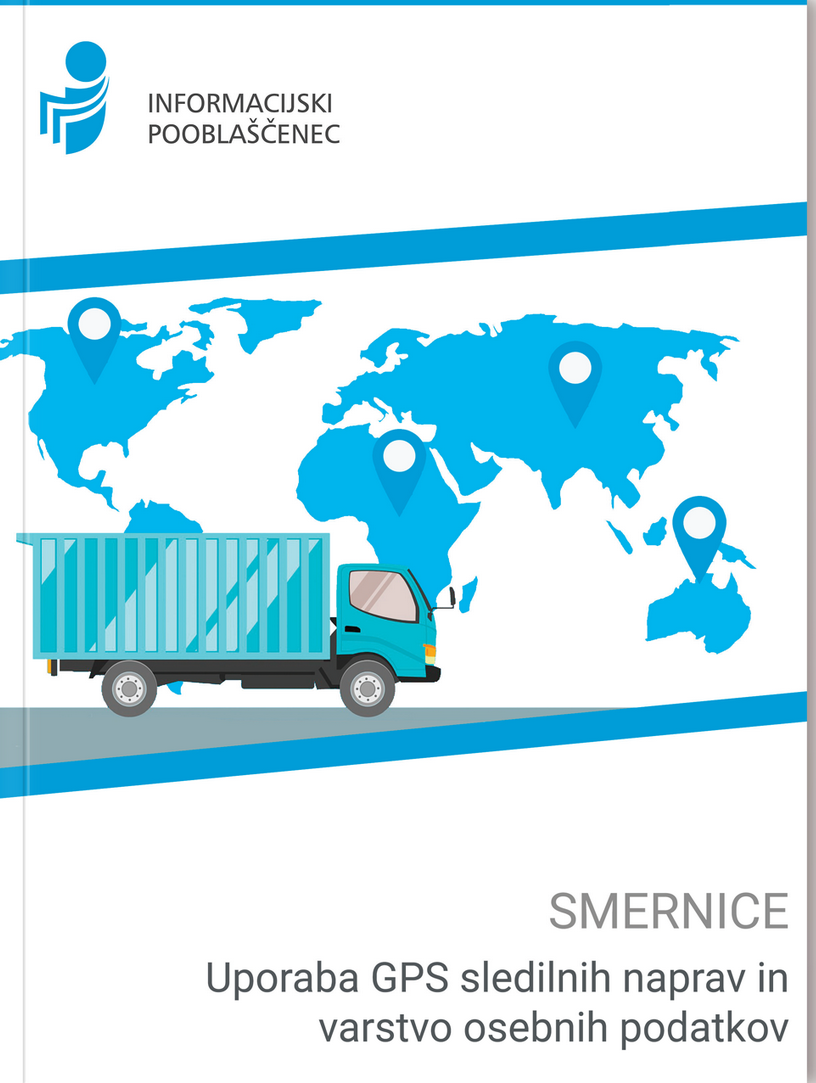 INFORMACIJSKI
POOBLAŠČENEC
SMERNICE
Uporaba GPS sledilnih naprav in
varstvo osebnih podatkov